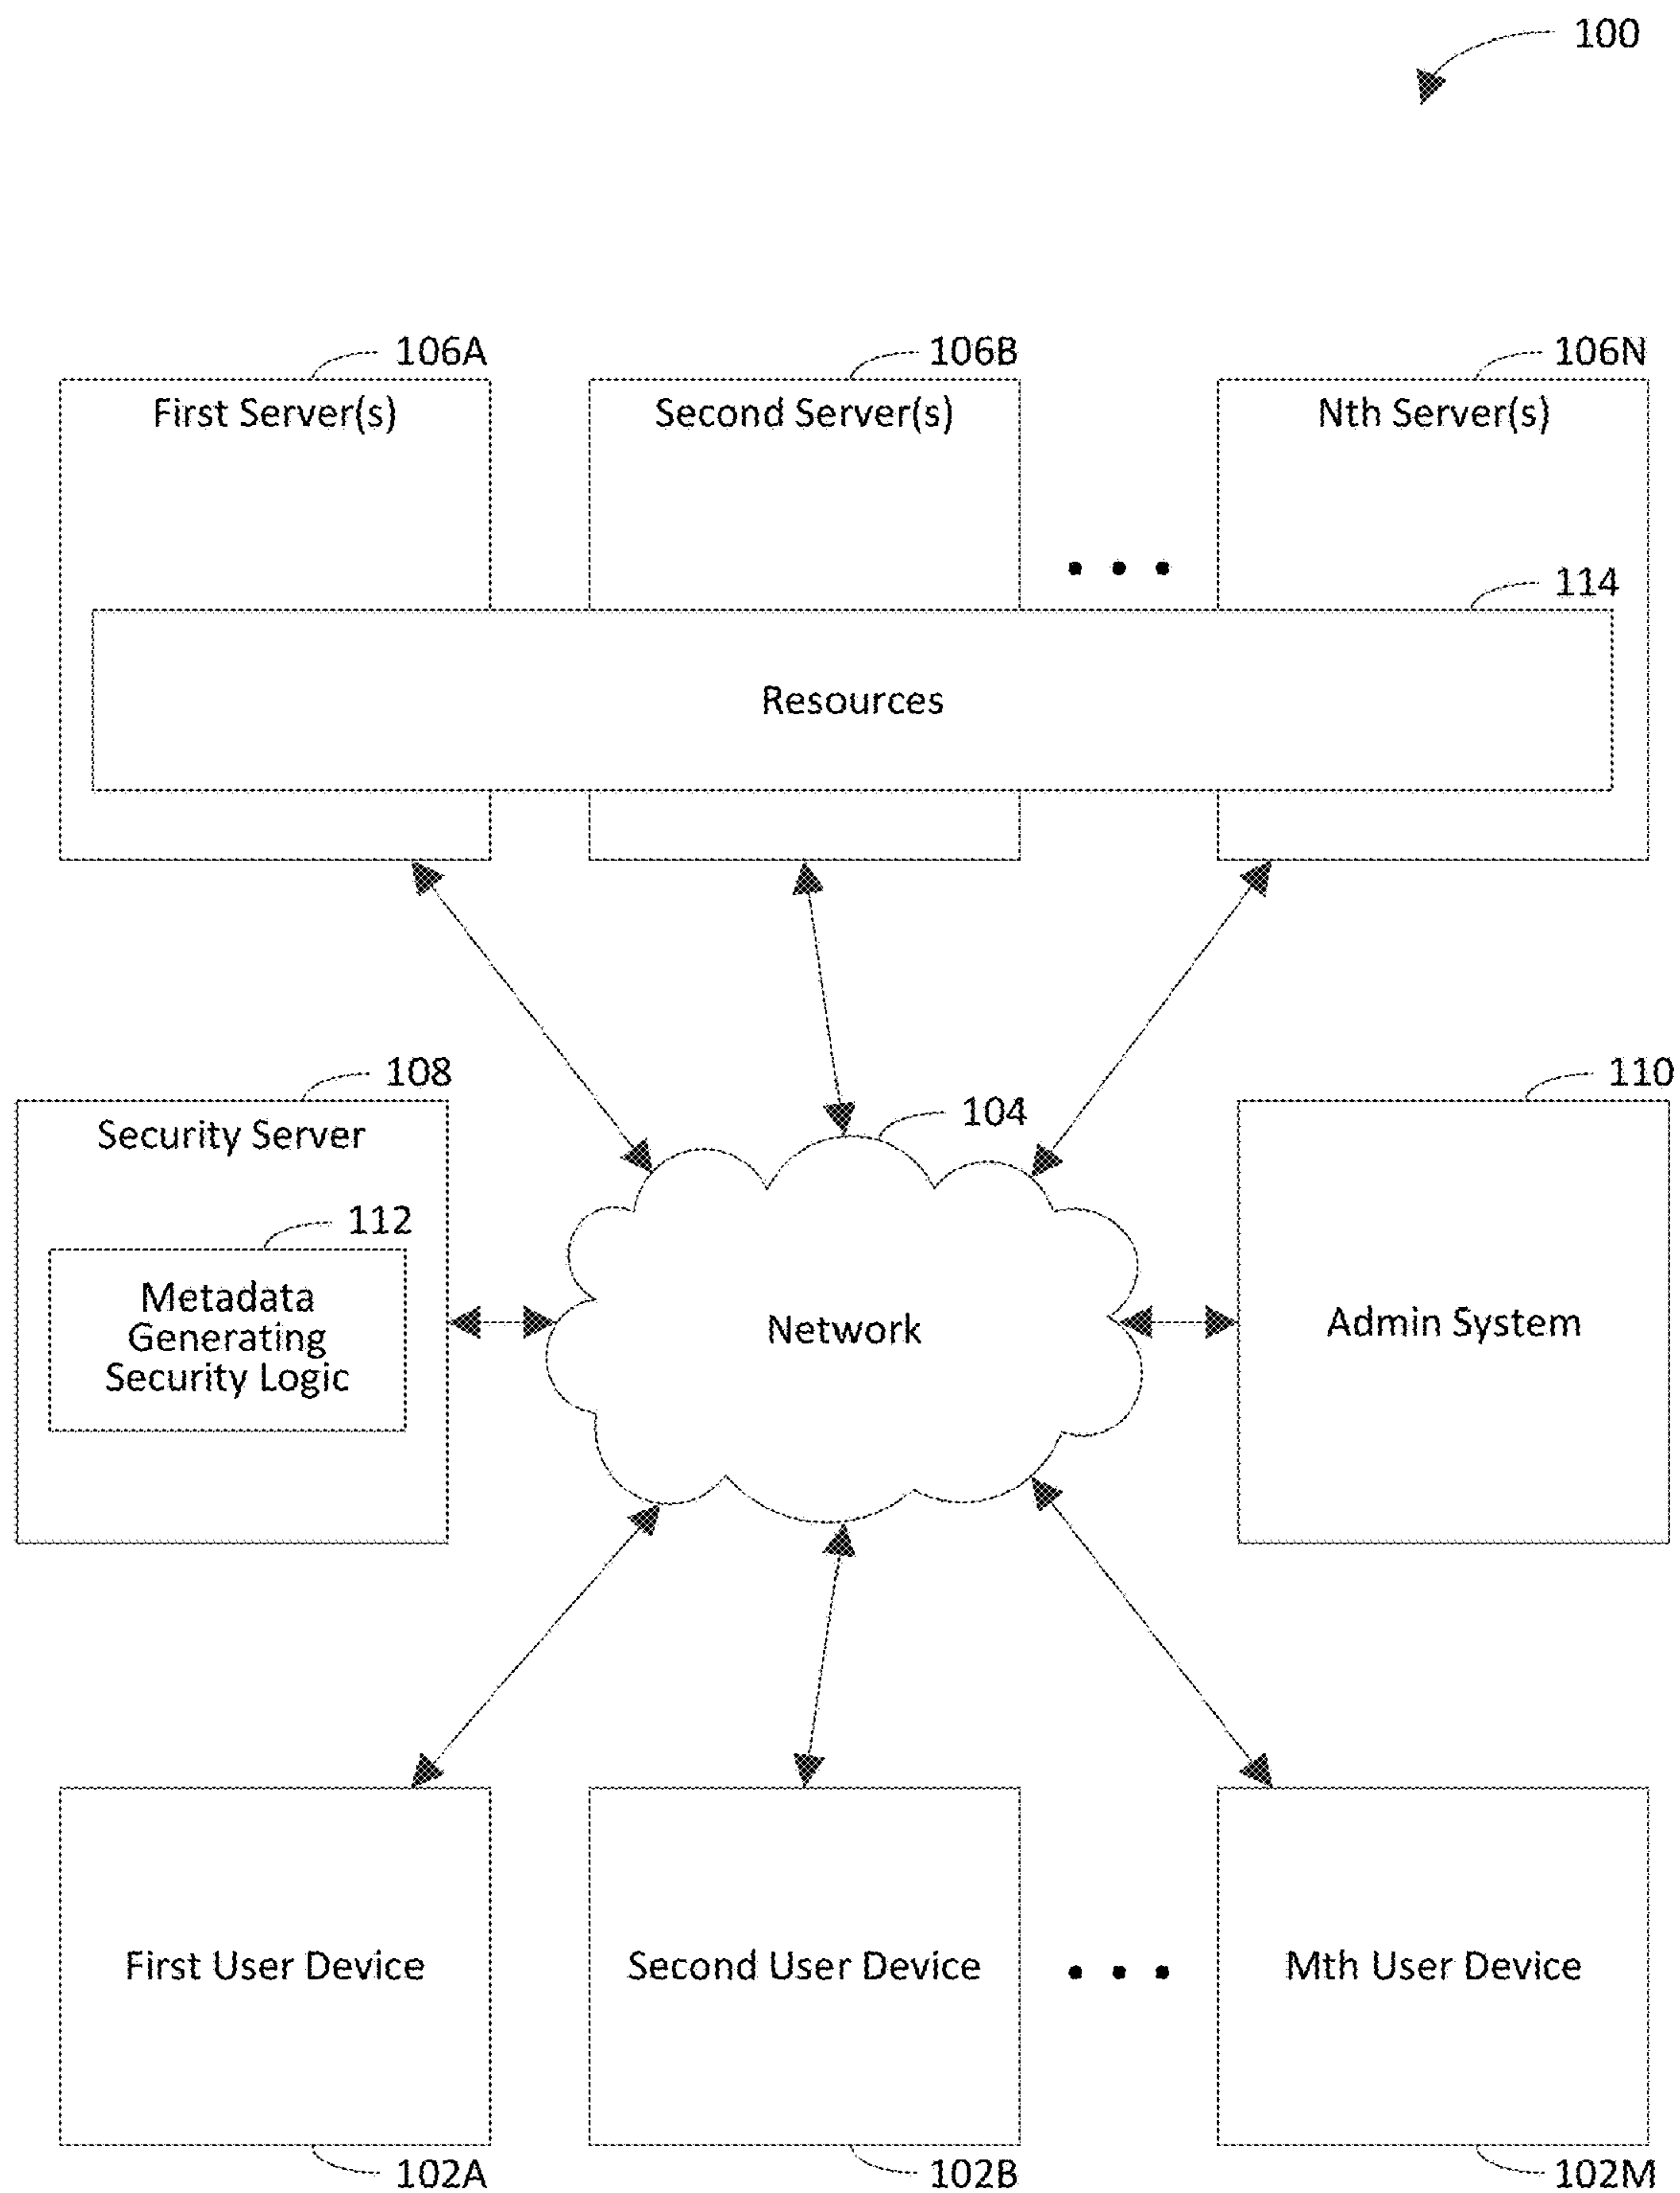 100
106A
106B
106N
First Server(s)
Second Server(s)
Nth Server(s)
114
Resources
108
110
104
Security Server
112
Metadata
Generating
Security Logic
Network
Admin System
First User Device
Second User Device
Mth User Device
102A
102B
102M